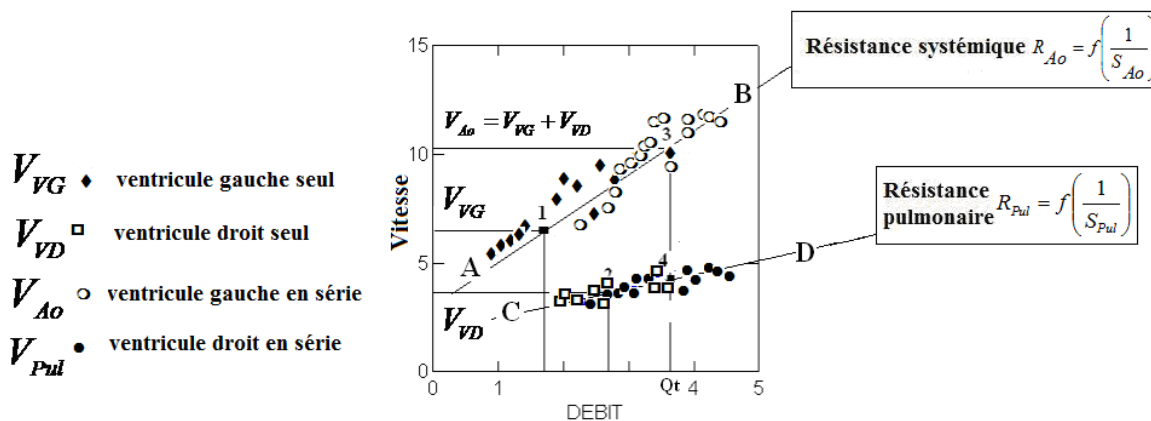 Résistance systémique R_Ao = f(1/S_Ao)
Résistance
pulmonaire R_Pul = f(1/S_Pul)
V_VG ♦ ventricule gauche seul
V_VD □ ventricule droit seul
V_Ao ○ ventricule gauche en série
V_Pul ● ventricule droit en série
Vitesse
15
10
5
0
V_Ao = V_VG + V_VD
V_VG
V_VD
A
B
C
D
1
2
3
4
0 1 2 3 Qt 4 5
DEBIT